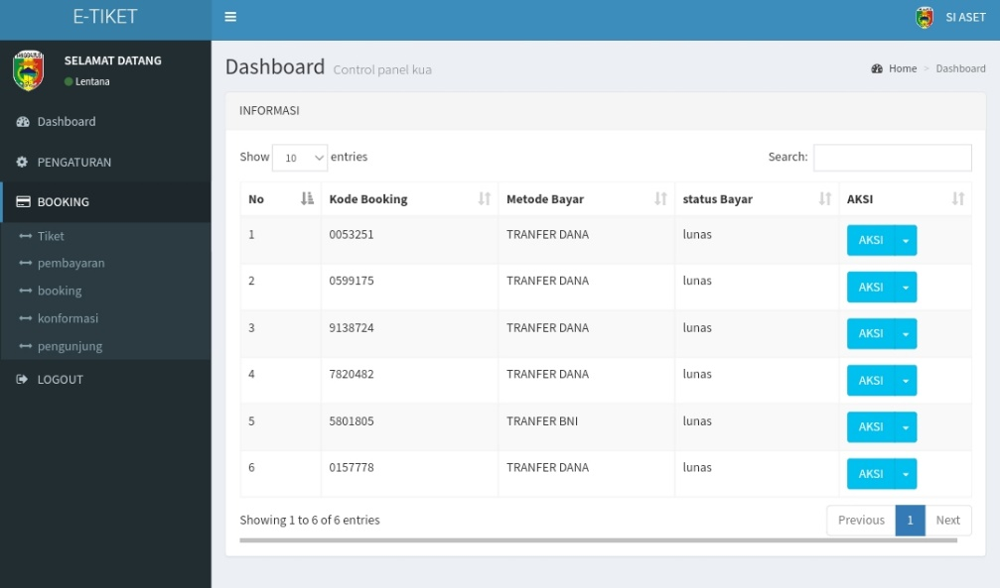 E-TIKET
SI ASET
SELAMAT DATANG
Lentana
Dashboard
PENGATURAN
BOOKING
Tiket
pembayaran
booking
konformasi
pengunjung
LOGOUT
Dashboard Control panel kua
Home > Dashboard
INFORMASI
Show 10 entries
Search:
No Kode Booking Metode Bayar status Bayar AKSI
1 0053251 TRANFER DANA lunas AKSI
2 0599175 TRANFER DANA lunas AKSI
3 9138724 TRANFER DANA lunas AKSI
4 7820482 TRANFER DANA lunas AKSI
5 5801805 TRANFER BNI lunas AKSI
6 0157778 TRANFER DANA lunas AKSI
Showing 1 to 6 of 6 entries
Previous 1 Next